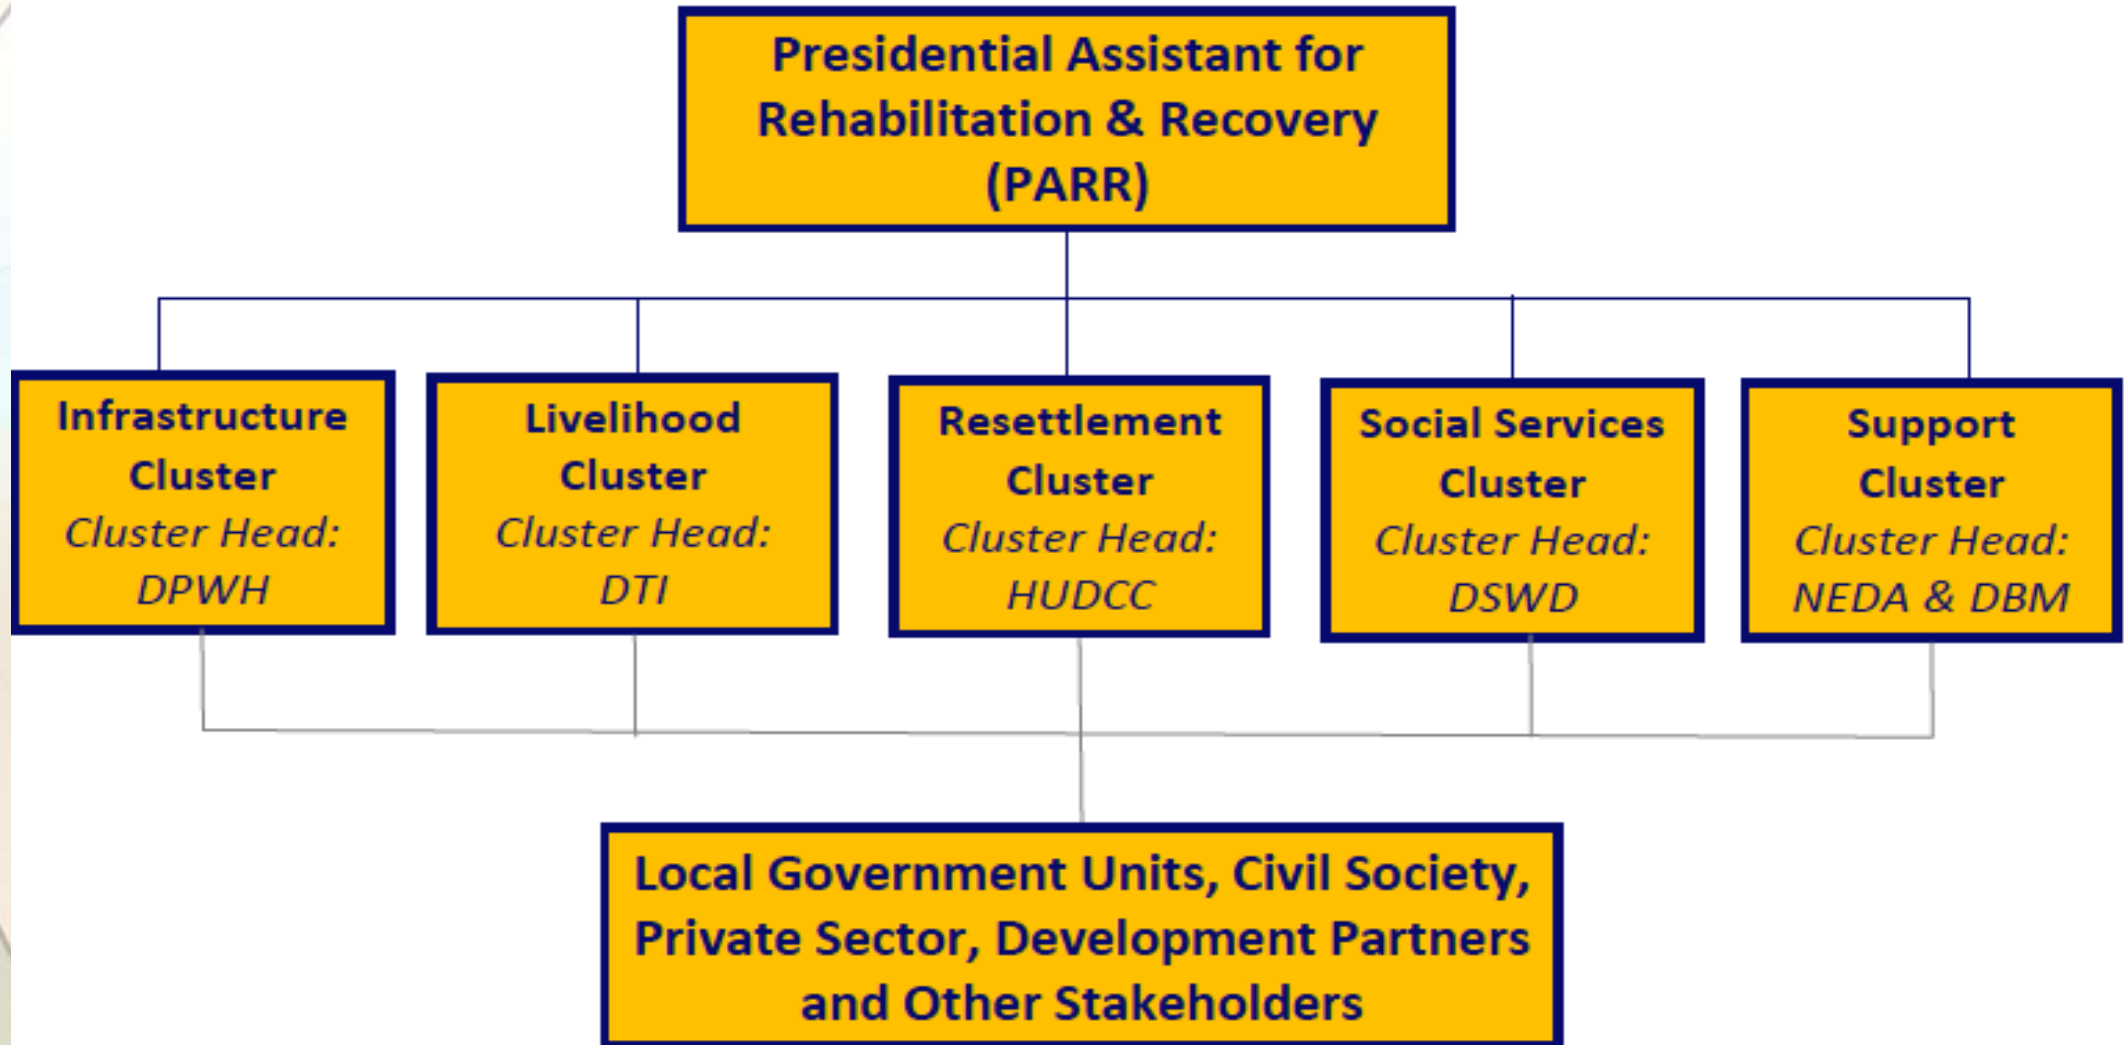 Presidential Assistant for
Rehabilitation & Recovery
(PARR)
Infrastructure
Cluster
Cluster Head:
DPWH
Livelihood
Cluster
Cluster Head:
DTI
Resettlement
Cluster
Cluster Head:
HUDCC
Social Services
Cluster
Cluster Head:
DSWD
Support
Cluster
Cluster Head:
NEDA & DBM
Local Government Units, Civil Society,
Private Sector, Development Partners
and Other Stakeholders